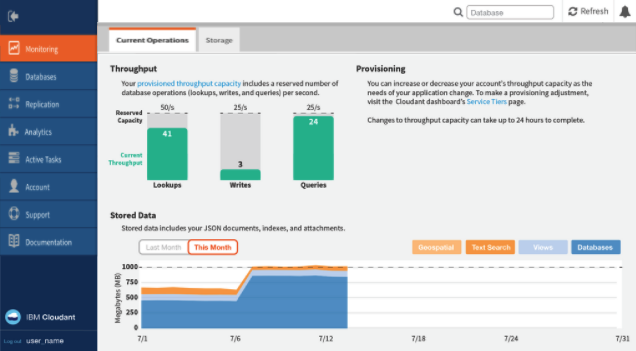 Database
Refresh
Current Operations
Storage
Monitoring
Databases
Replication
Analytics
Active Tasks
Account
Support
Documentation
IBM Cloudant
Log out user_name
Throughput
Your provisioned throughput capacity includes a reserved number of
database operations (lookups, writes, and queries) per second.
50/s 25/s 25/s
Reserved
Capacity
41 3 24
Current
Throughput
Lookups Writes Queries
Provisioning
You can increase or decrease your account's throughput capacity as the
needs of your application change. To make a provisioning adjustment,
visit the Cloudant dashboard's Service Tiers page.
Changes to throughput capacity can take up to 24 hours to complete.
Stored Data
Stored data includes your JSON documents, indexes, and attachments.
Last Month This Month
Geospatial Text Search Views Databases
Megabytes (MB)
1000
750
500
250
0
7/1 7/6 7/12 7/18 7/24 7/31